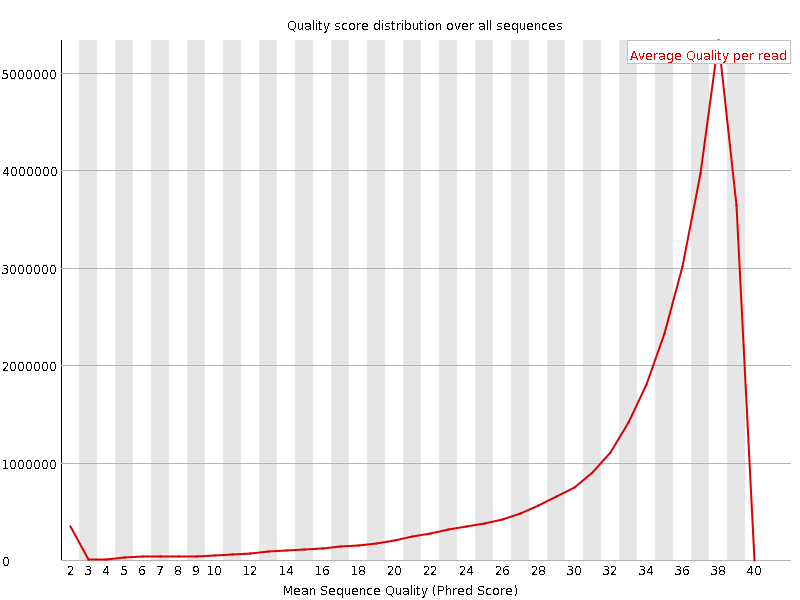 Quality score distribution over all sequences
Average Quality per read
5000000
4000000
3000000
2000000
1000000
0
2 3 4 5 6 7 8 9 10 12 14 16 18 20 22 24 26 28 30 32 34 36 38 40
Mean Sequence Quality (Phred Score)